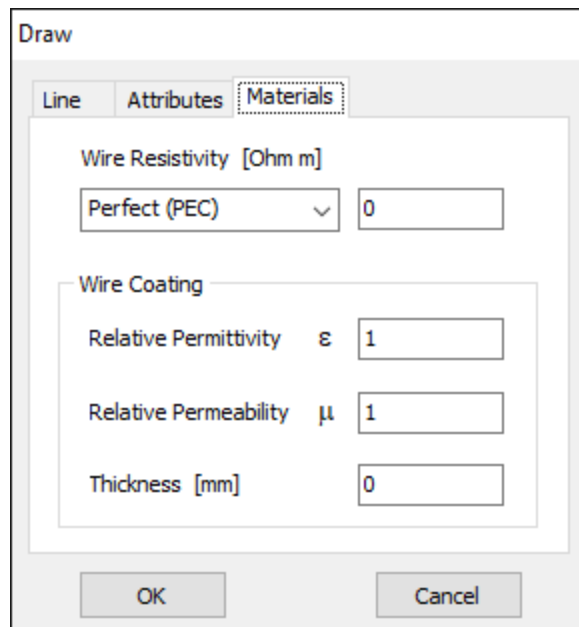 Draw
Line Attributes Materials
Wire Resistivity [Ohm m]
Perfect (PEC) 0
Wire Coating
Relative Permittivity ε 1
Relative Permeability μ 1
Thickness [mm] 0
OK Cancel